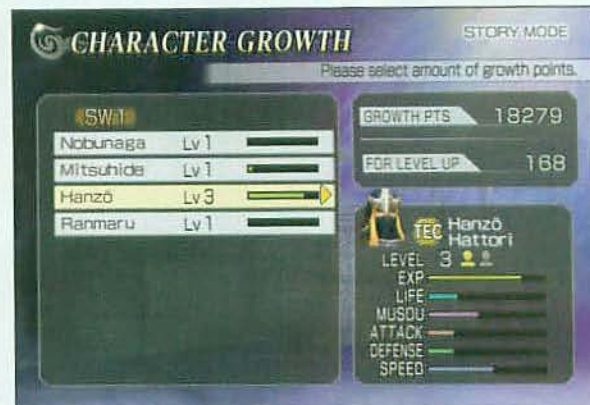 CHARACTER GROWTH
STORY MODE
Please select amount of growth points.
SW 1
Nobunaga Lv 1
Mitsuhide Lv 1
Hanzō Lv 3
Ranmaru Lv 1
GROWTH PTS 18279
FOR LEVEL UP 168
TEC Hanzō
Hattori
LEVEL 3
EXP
LIFE
MUSOU
ATTACK
DEFENSE
SPEED